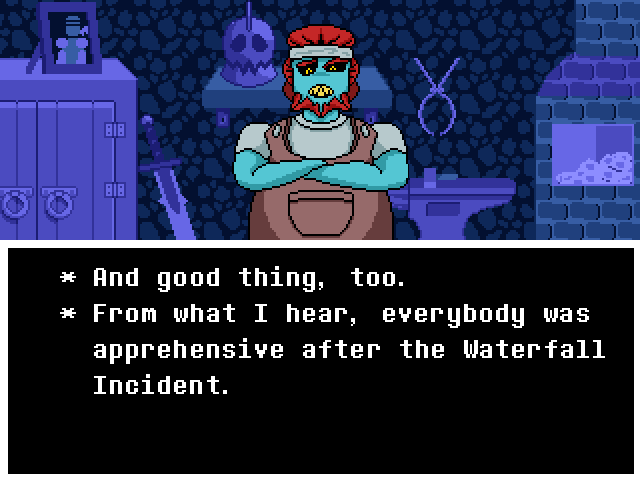 * And good thing, too.
* From what I hear, everybody was
apprehensive after the Waterfall
Incident.